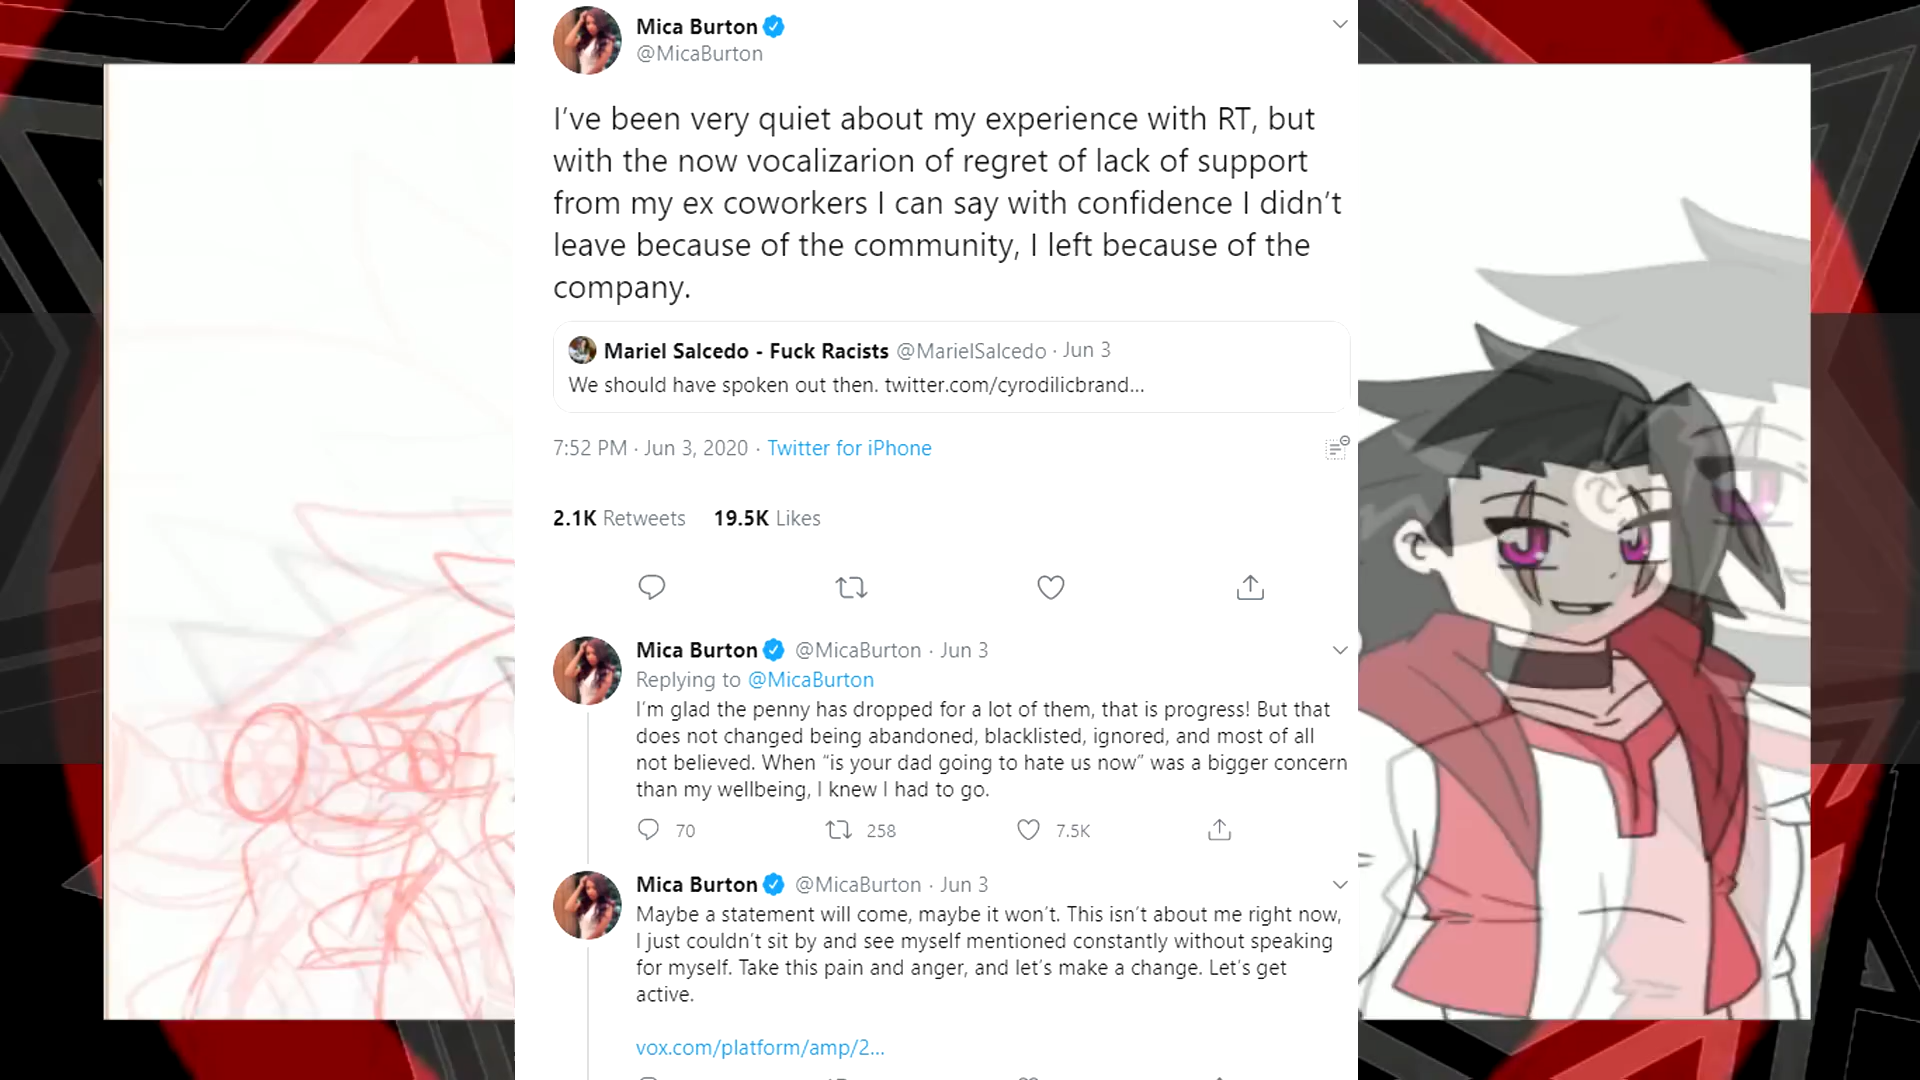 Mica Burton
@MicaBurton
I've been very quiet about my experience with RT, but
with the now vocalizarion of regret of lack of support
from my ex coworkers I can say with confidence I didn't
leave because of the community, I left because of the
company.
Mariel Salcedo - Fuck Racists @MarielSalcedo · Jun 3
We should have spoken out then. twitter.com/cyrodilicbrand...
7:52 PM · Jun 3, 2020 · Twitter for iPhone
2.1K Retweets 19.5K Likes
Mica Burton @MicaBurton · Jun 3
Replying to @MicaBurton
I'm glad the penny has dropped for a lot of them, that is progress! But that
does not changed being abandoned, blacklisted, ignored, and most of all
not believed. When "is your dad going to hate us now" was a bigger concern
than my wellbeing, I knew I had to go.
70 258 7.5K
Mica Burton @MicaBurton · Jun 3
Maybe a statement will come, maybe it won't. This isn't about me right now,
I just couldn't sit by and see myself mentioned constantly without speaking
for myself. Take this pain and anger, and let's make a change. Let's get
active.
vox.com/platform/amp/2...